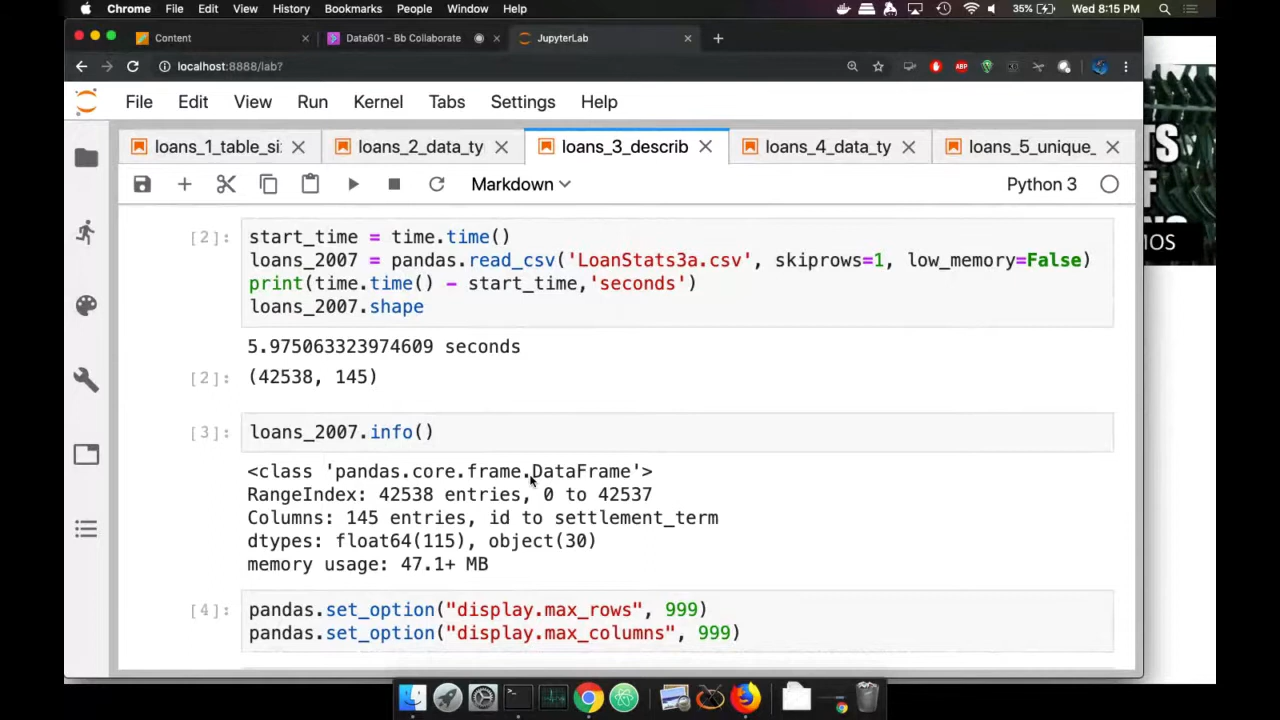 Chrome File Edit View History Bookmarks People Window Help 35% Wed 8:15 PM
Content Data601 - Bb Collaborate JupyterLab
localhost:8888/lab?
File Edit View Run Kernel Tabs Settings Help
loans_1_table_si: loans_2_data_ty loans_3_describ loans_4_data_ty loans_5_unique_
Markdown Python 3
[2]: start_time = time.time()
loans_2007 = pandas.read_csv('LoanStats3a.csv', skiprows=1, low_memory=False)
print(time.time() - start_time,'seconds')
loans_2007.shape
5.975063323974609 seconds
[2]: (42538, 145)
[3]: loans_2007.info()
<class 'pandas.core.frame.DataFrame'>
RangeIndex: 42538 entries, 0 to 42537
Columns: 145 entries, id to settlement_term
dtypes: float64(115), object(30)
memory usage: 47.1+ MB
[4]: pandas.set_option("display.max_rows", 999)
pandas.set_option("display.max_columns", 999)